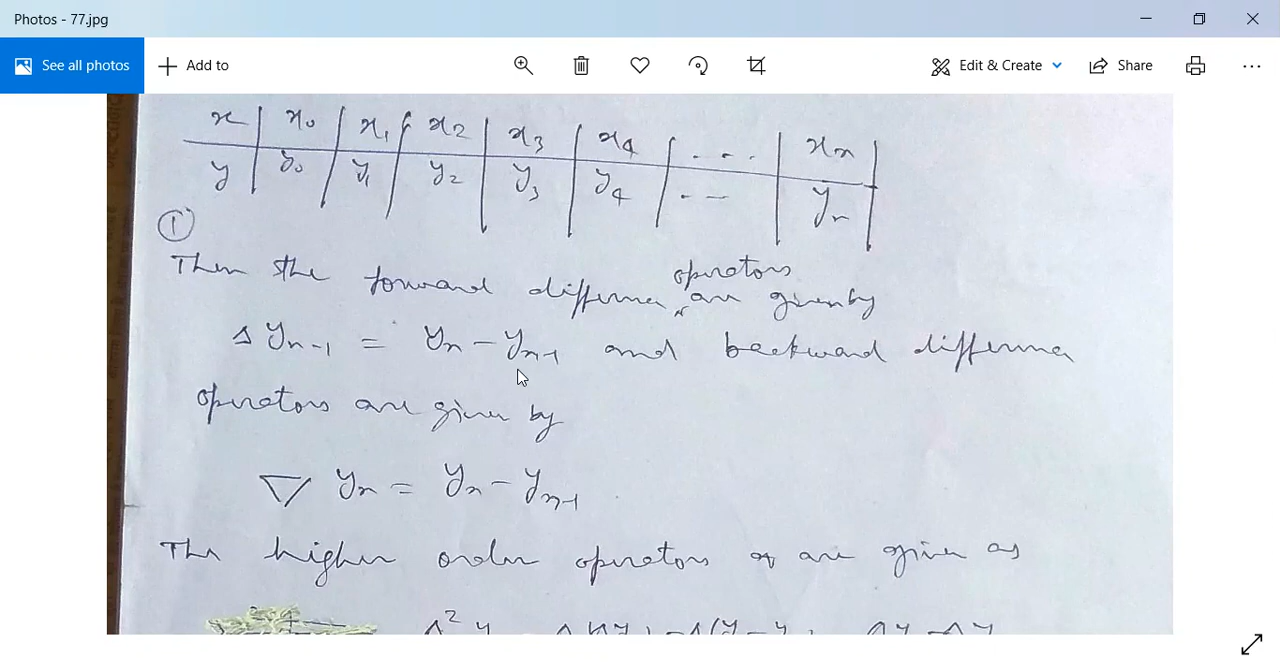 Photos - 77.jpg
See all photos
Add to
Edit & Create
Share
x | x₀ | x₁ | x₂ | x₃ | x₄ | .... | xₙ
y | y₀ | y₁ | y₂ | y₃ | y₄ | .. -- | yₙ
①
Then the forward difference operators are given by
Δ yₙ₋₁ = yₙ - yₙ₋₁ and backward difference
operators are given by
∇ yₙ = yₙ - yₙ₋₁
The higher order operators of are given as